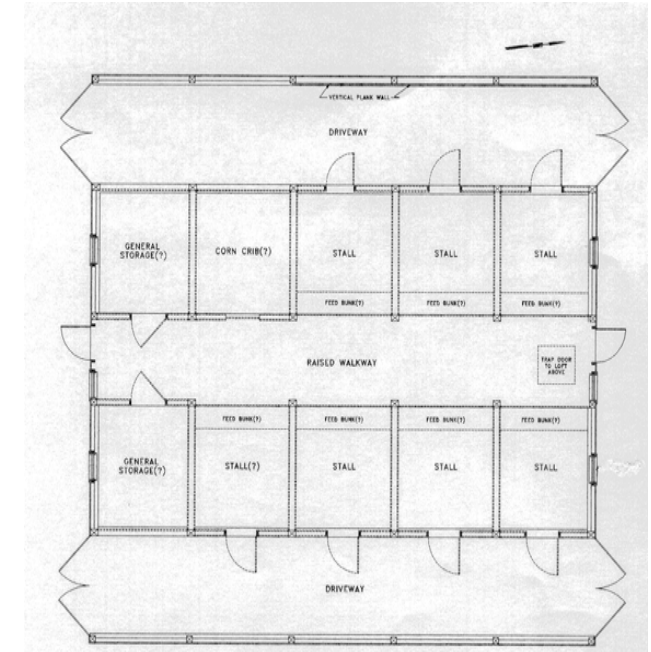 VERTICAL PLANK WALL
DRIVEWAY
GENERAL
STORAGE(?)
CORN CRIB(?)
STALL
STALL
STALL
FEED BUNK(?)
FEED BUNK(?)
FEED BUNK(?)
RAISED WALKWAY
TRAP DOOR
TO LOFT
ABOVE
FEED BUNK(?)
FEED BUNK(?)
FEED BUNK(?)
FEED BUNK(?)
GENERAL
STORAGE(?)
STALL(?)
STALL
STALL
STALL
DRIVEWAY